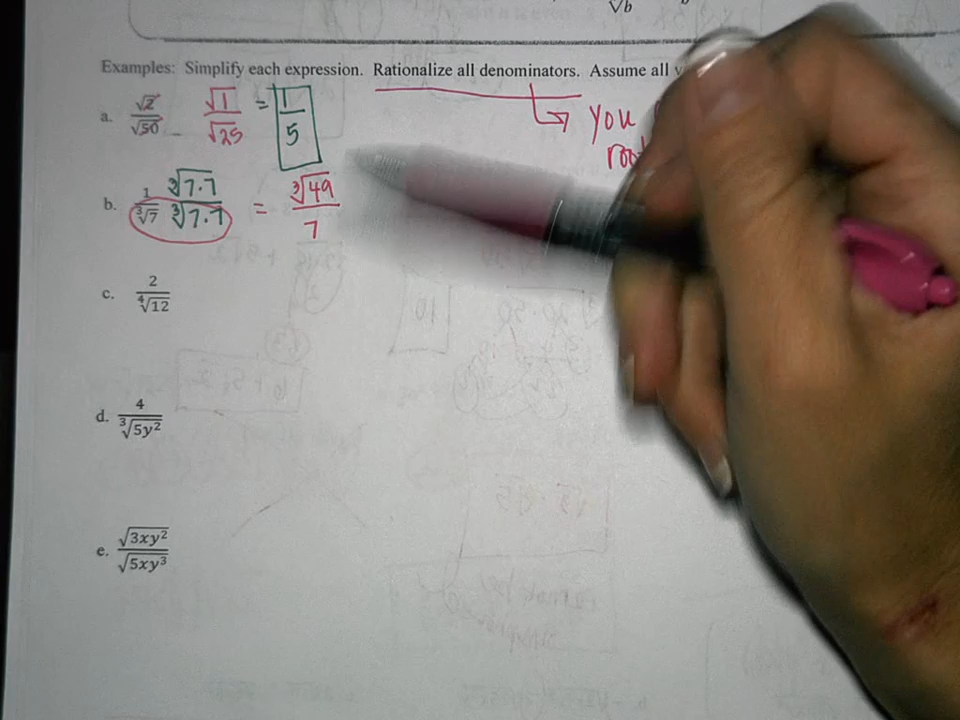 √b
Examples: Simplify each expression. Rationalize all denominators. Assume all
a. √2/√50 √1/√25 = 1/5
You
b. 1/∛7 ∛7·7/∛7·7 = ∛49/7
c. 2/∜12
d. 4/∛5y²
e. √3xy²/√5xy³